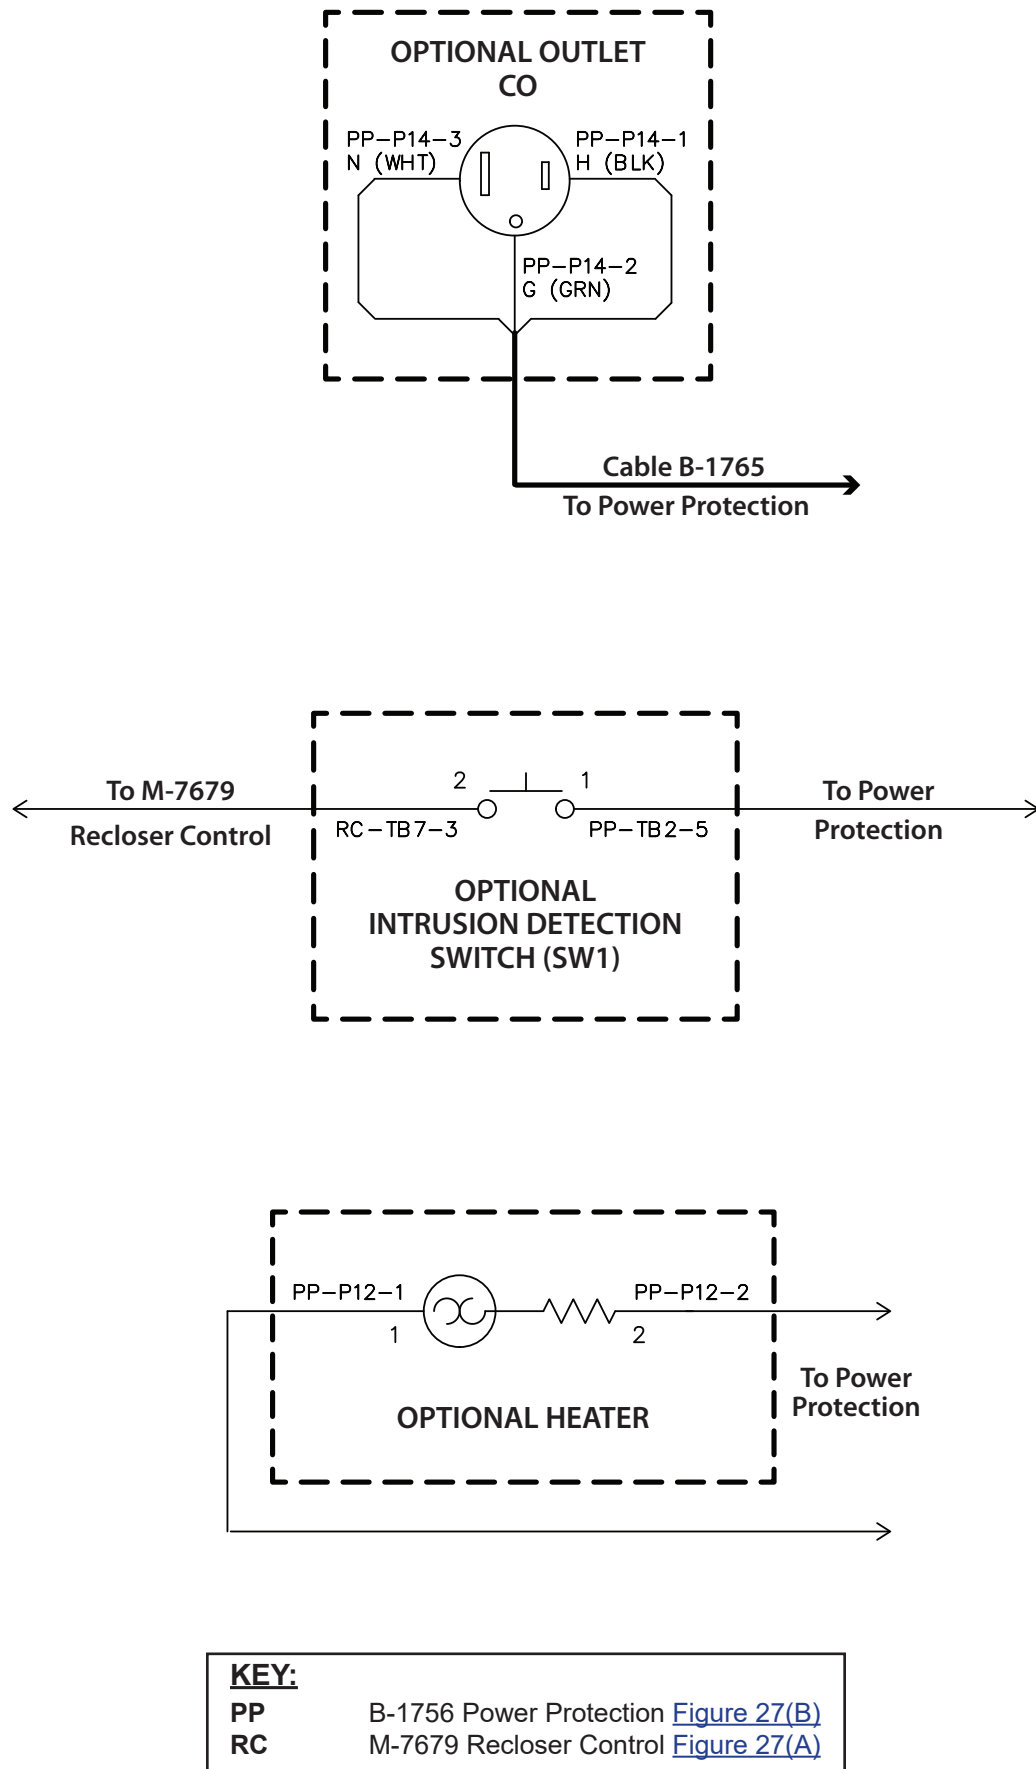 OPTIONAL OUTLET
CO
PP-P14-3
N (WHT)
PP-P14-1
H (BLK)
PP-P14-2
G (GRN)
Cable B-1765
To Power Protection
To M-7679
Recloser Control
2
1
RC-TB7-3
PP-TB2-5
To Power
Protection
OPTIONAL
INTRUSION DETECTION
SWITCH (SW1)
PP-P12-1
1
PP-P12-2
2
To Power
Protection
OPTIONAL HEATER
KEY:
PP B-1756 Power Protection Figure 27(B)
RC M-7679 Recloser Control Figure 27(A)